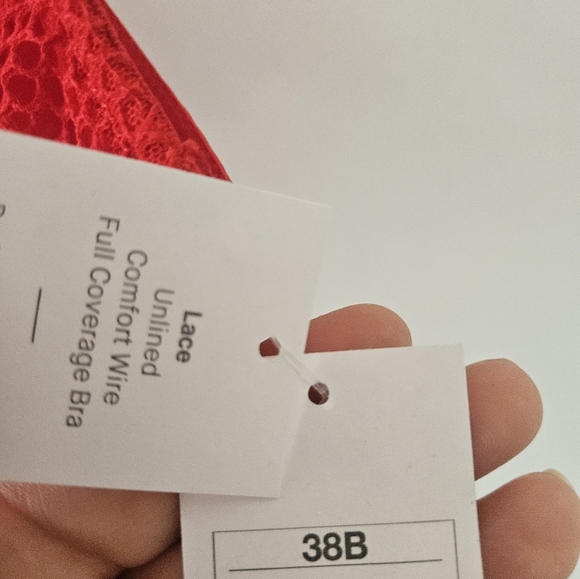 Lace
Unlined
Comfort Wire
Full Coverage Bra
38B